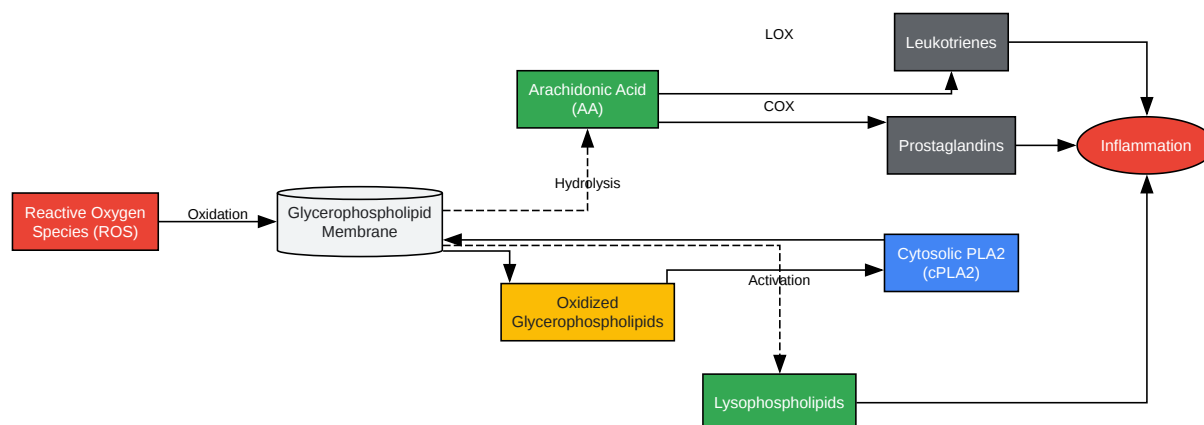 LOX
Leukotrienes
Arachidonic Acid
(AA)
COX
Prostaglandins
Inflammation
Hydrolysis
Reactive Oxygen
Species (ROS)
Oxidation
Glycerophospholipid
Membrane
Cytosolic PLA2
(cPLA2)
Activation
Oxidized
Glycerophospholipids
Lysophospholipids